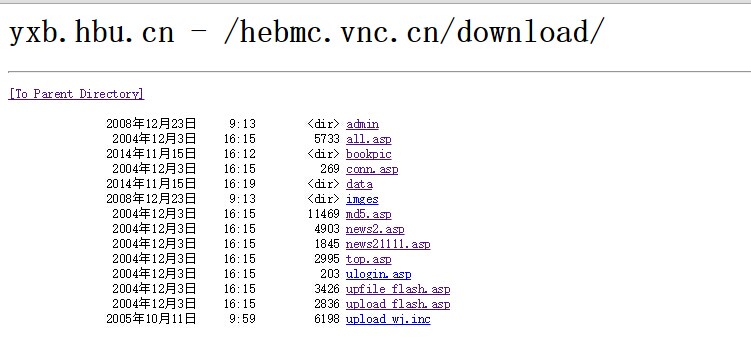 yxb.hbu.cn - /hebmc.vnc.cn/download/
[To Parent Directory]
2008年12月23日 9:13 <dir> admin
2004年12月3日 16:15 5733 all.asp
2014年11月15日 16:12 <dir> bookpic
2004年12月3日 16:15 269 conn.asp
2014年11月15日 16:19 <dir> data
2008年12月23日 9:13 <dir> imges
2004年12月3日 16:15 11469 md5.asp
2004年12月3日 16:15 4903 news2.asp
2004年12月3日 16:15 1845 news21111.asp
2004年12月3日 16:15 2995 top.asp
2004年12月3日 16:15 203 ulogin.asp
2004年12月3日 16:15 3426 upfile_flash.asp
2004年12月3日 16:15 2836 upload_flash.asp
2005年10月11日 9:59 6198 upload_wj.inc